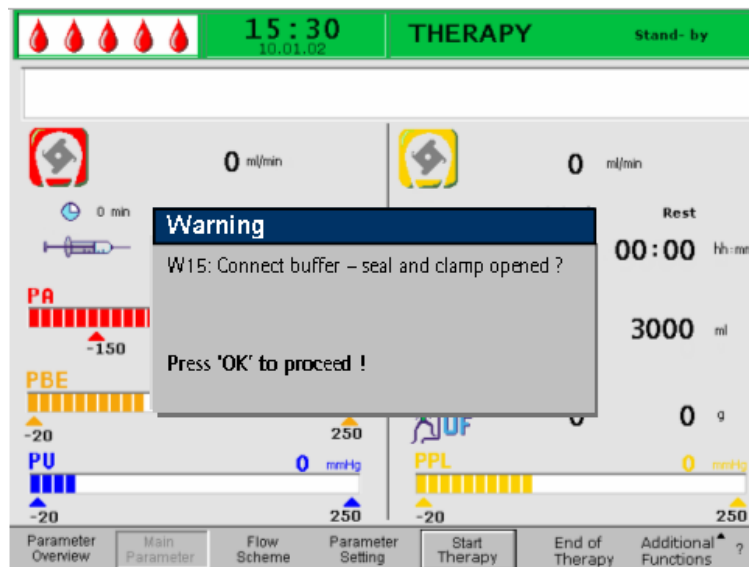 15:30
10.01.02
THERAPY
Stand- by
0 ml/min
0 ml/min
0 min
Rest
Warning
W15: Connect buffer – seal and clamp opened ?
Press 'OK' to proceed !
00:00 hh:mm
3000 ml
PA
-150
PBE
-20
250
UF
0 g
PV
0 mmHg
-20
250
PPL
0 mmHg
-20
250
Parameter Overview
Main Parameter
Flow Scheme
Parameter Setting
Start Therapy
End of Therapy
Additional Functions
?